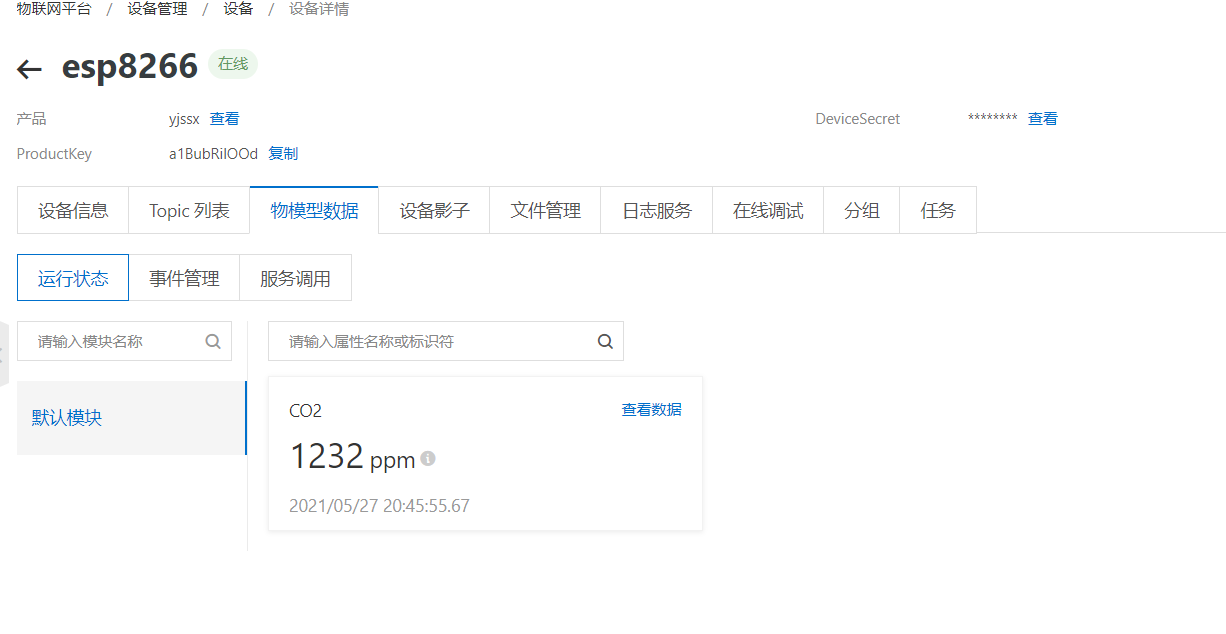 物联网平台 / 设备管理 / 设备 / 设备详情
← esp8266 在线
产品 yjssx 查看 DeviceSecret ******** 查看
ProductKey a1BubRilOOd 复制
设备信息 Topic 列表 物模型数据 设备影子 文件管理 日志服务 在线调试 分组 任务
运行状态 事件管理 服务调用
请输入模块名称 请输入属性名称或标识符
默认模块
CO2 查看数据
1232 ppm
2021/05/27 20:45:55.67